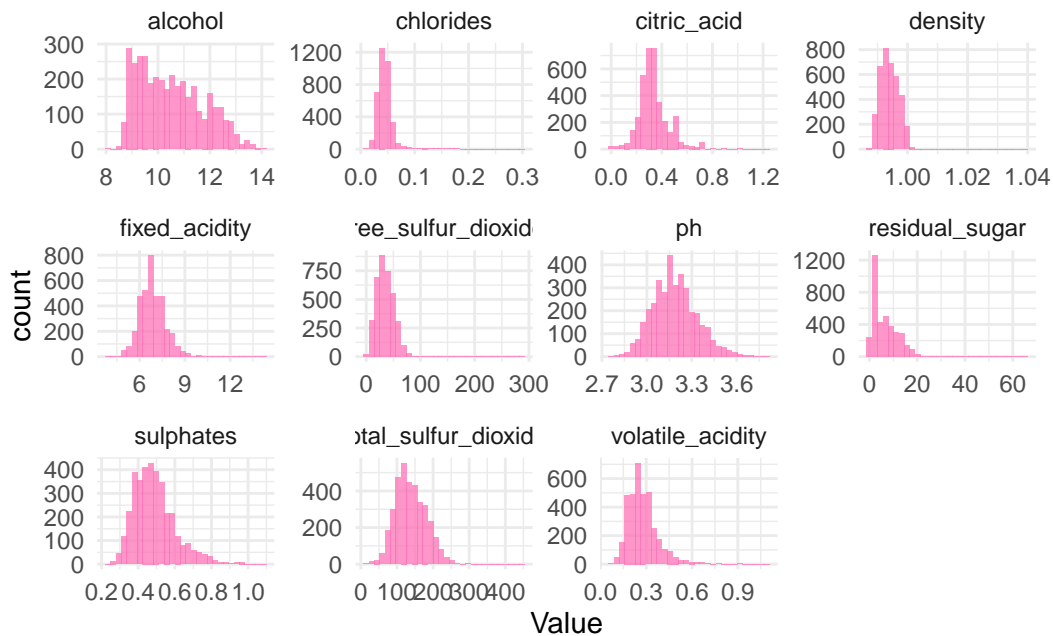 alcohol
chlorides
citric_acid
density
300
200
100
0
8 10 12 14
1200
800
400
0
0.0 0.1 0.2 0.3
600
400
200
0
0.0 0.4 0.8 1.2
800
600
400
200
0
1.00 1.02 1.04
fixed_acidity
ree_sulfur_dioxid
ph
residual_sugar
800
600
400
200
0
6 9 12
750
500
250
0
0 100 200 300
400
300
200
100
0
2.7 3.0 3.3 3.6
1200
800
400
0
0 20 40 60
sulphates
otal_sulfur_dioxid
volatile_acidity
400
300
200
100
0
0.2 0.4 0.6 0.8 1.0
400
200
0
0 100 200 300 400
600
400
200
0
0.0 0.3 0.6 0.9
count
Value